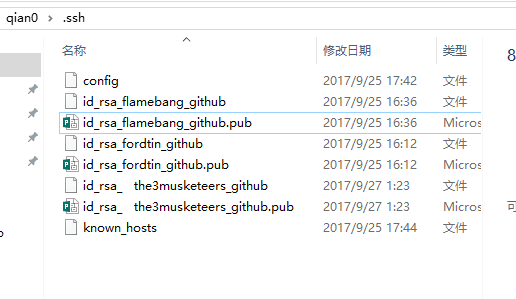 qian0 > .ssh
名称 修改日期 类型 8
config 2017/9/25 17:42 文件
id_rsa_flamebang_github 2017/9/25 16:36 文件
id_rsa_flamebang_github.pub 2017/9/25 16:36 Micros
id_rsa_fordtin_github 2017/9/25 16:12 文件
id_rsa_fordtin_github.pub 2017/9/25 16:12 Micros
id_rsa_ the3musketeers_github 2017/9/27 1:23 文件
id_rsa_ the3musketeers_github.pub 2017/9/27 1:23 Micros
可
known_hosts 2017/9/25 17:44 文件